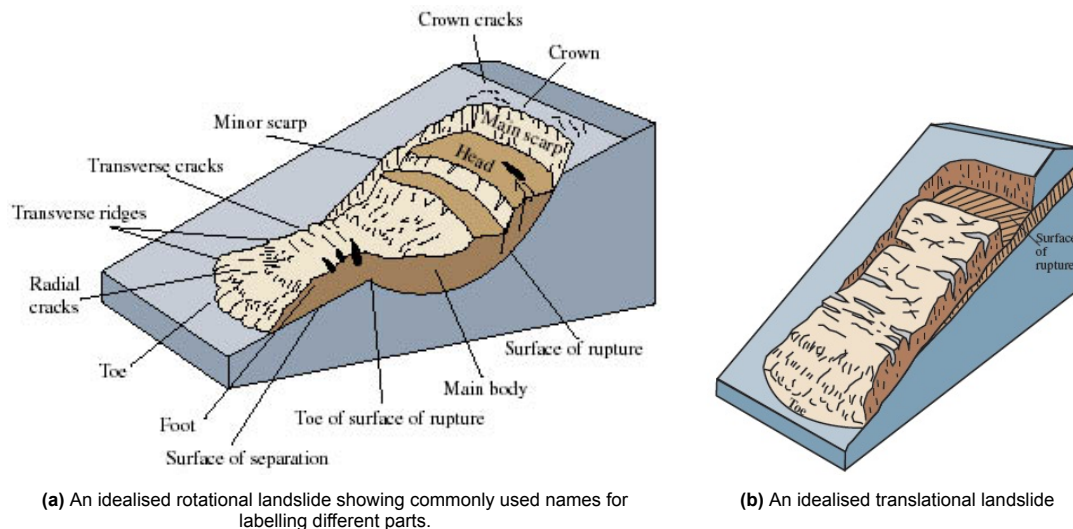 Crown cracks
Crown
Main scarp
Minor scarp
Head
Transverse cracks
Transverse ridges
Radial
cracks
Toe
Foot
Surface of separation
Toe of surface of rupture
Main body
Surface of rupture
(a) An idealised rotational landslide showing commonly used names for
labelling different parts.
Surface
of
rupture
Toe
(b) An idealised translational landslide